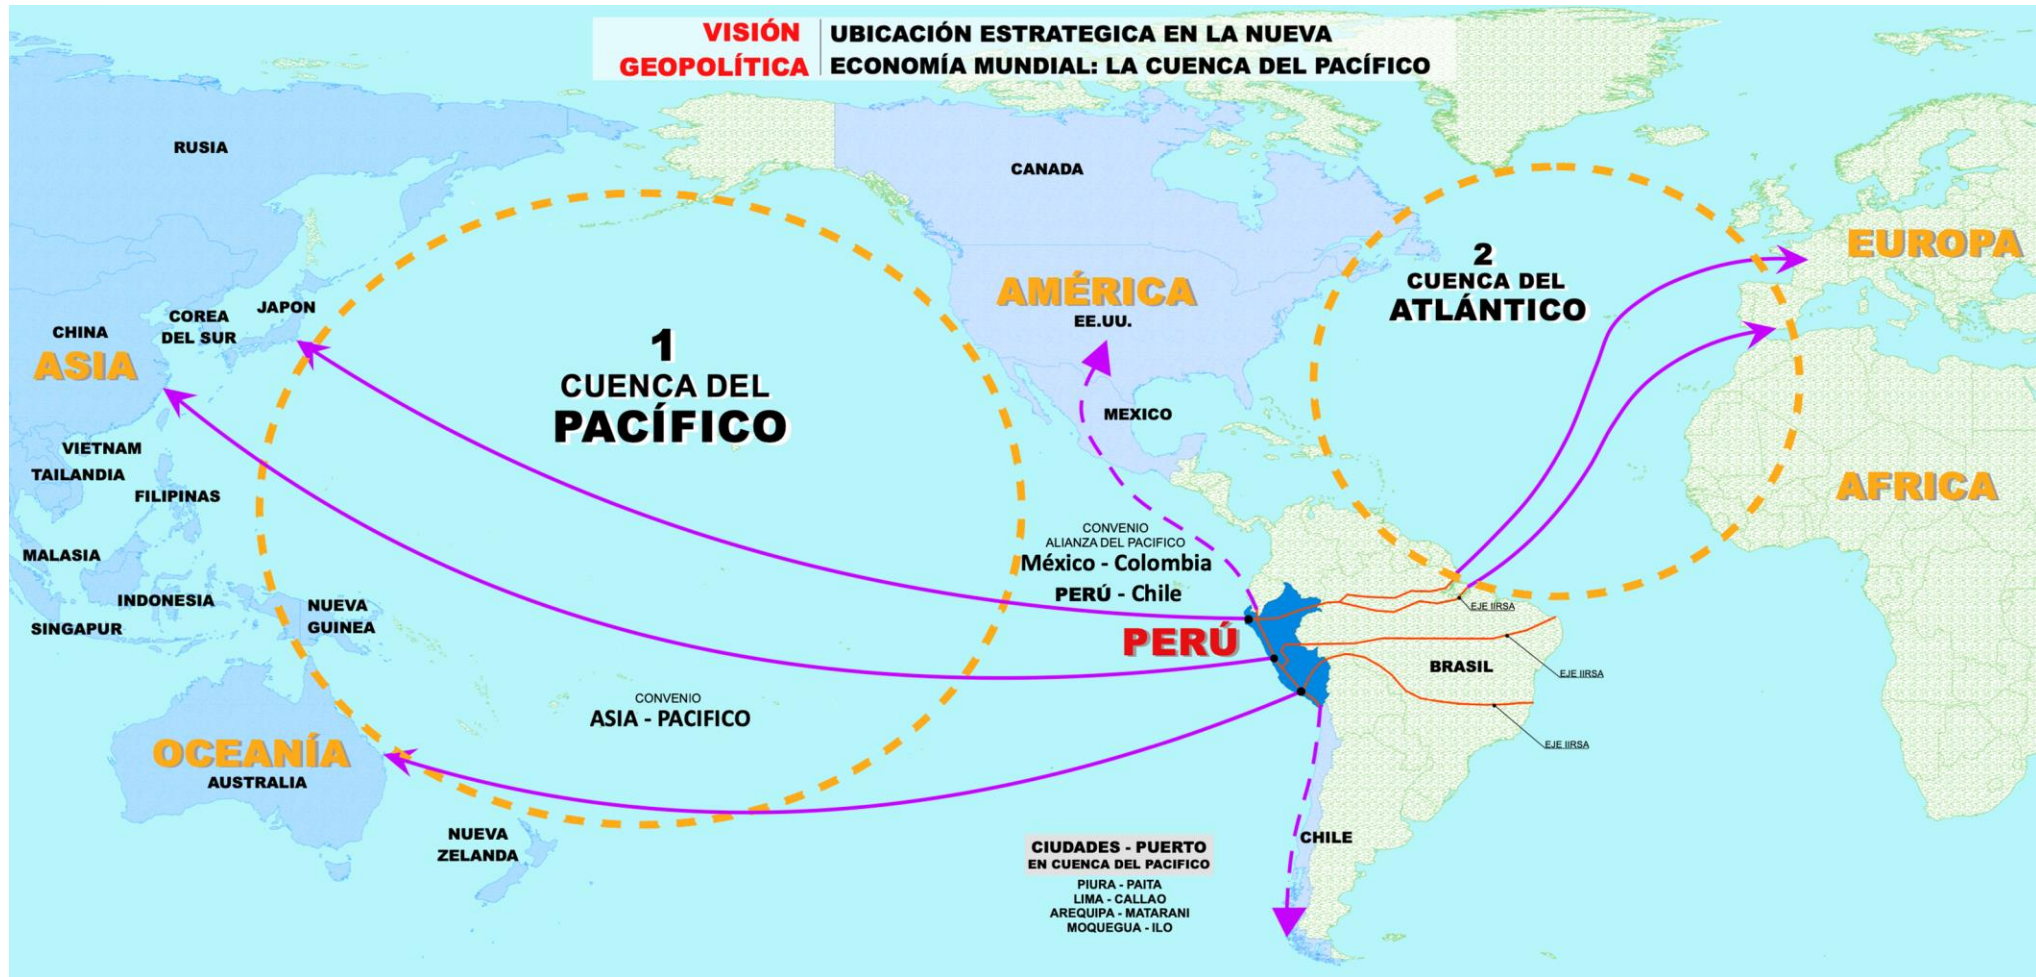 VISIÓN
GEOPOLÍTICA
UBICACIÓN ESTRATEGICA EN LA NUEVA
ECONOMÍA MUNDIAL: LA CUENCA DEL PACÍFICO
RUSIA
CANADA
EUROPA
2
CUENCA DEL
ATLÁNTICO
AMÉRICA
EE.UU.
JAPON
COREA
DEL SUR
CHINA
ASIA
1
CUENCA DEL
PACÍFICO
MEXICO
VIETNAM
TAILANDIA
FILIPINAS
AFRICA
MALASIA
INDONESIA
SINGAPUR
NUEVA
GUINEA
CONVENIO
ALIANZA DEL PACIFICO
México - Colombia
PERÚ - Chile
PERÚ
EJE IIRSA
BRASIL
EJE IIRSA
EJE IIRSA
CONVENIO
ASIA - PACIFICO
OCEANÍA
AUSTRALIA
NUEVA
ZELANDA
CHILE
CIUDADES - PUERTO
EN CUENCA DEL PACIFICO
PIURA - PAITA
LIMA - CALLAO
AREQUIPA - MATARANI
MOQUEGUA - ILO